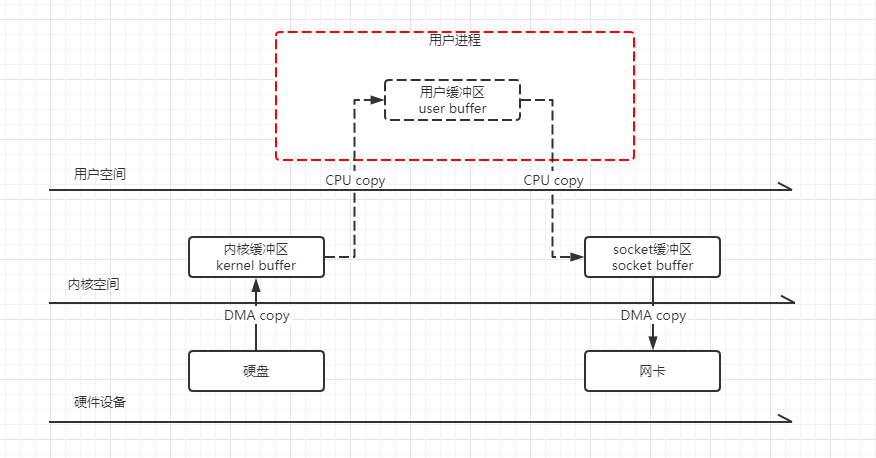 用户进程
用户缓冲区
user buffer
用户空间
CPU copy
CPU copy
内核缓冲区
kernel buffer
socket缓冲区
socket buffer
内核空间
DMA copy
DMA copy
硬盘
网卡
硬件设备